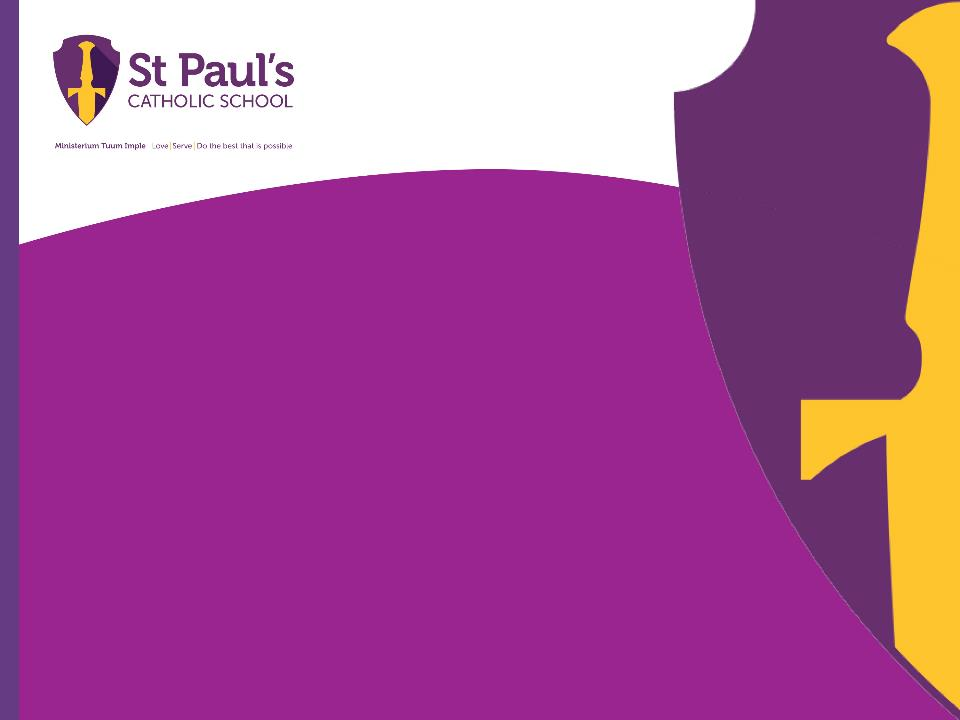 St Paul's
CATHOLIC SCHOOL
Ministerium Tuum Imple Love | Serve | Do the best that is possible